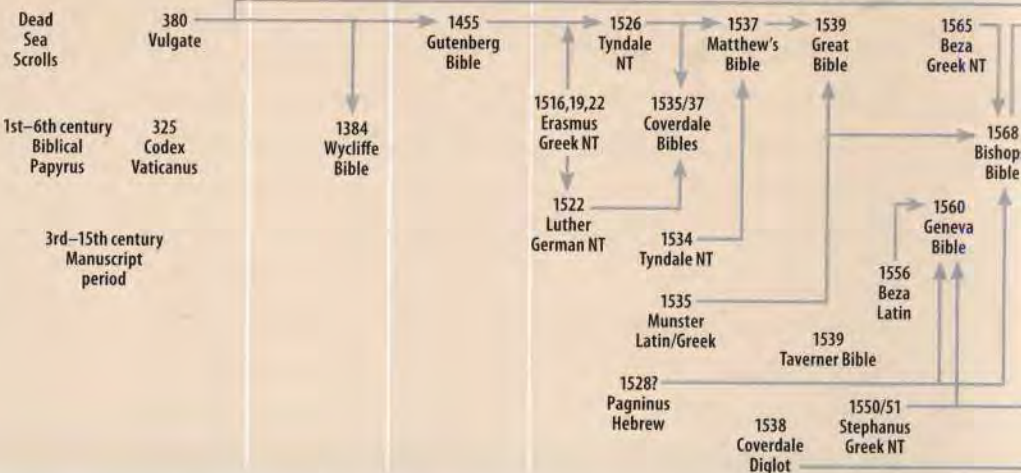 Dead
Sea
Scrolls
380
Vulgate
1455
Gutenberg
Bible
1526
Tyndale
NT
1537
Matthew's
Bible
1539
Great
Bible
1565
Beza
Greek NT
1st–6th century
Biblical
Papyrus
325
Codex
Vaticanus
1384
Wycliffe
Bible
1516,19,22
Erasmus
Greek NT
1535/37
Coverdale
Bibles
1568
Bishops
Bible
1522
Luther
German NT
1560
Geneva
Bible
3rd–15th century
Manuscript
period
1534
Tyndale NT
1556
Beza
Latin
1535
Munster
Latin/Greek
1539
Taverner Bible
1528?
Pagninus
Hebrew
1550/51
Stephanus
Greek NT
1538
Coverdale
Diglot